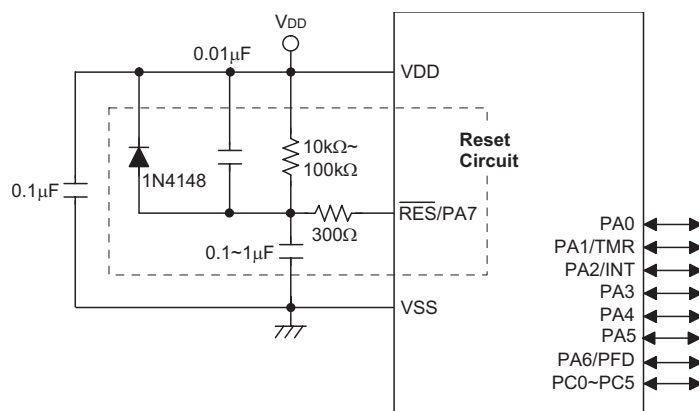 VDD
0.01μF
VDD
Reset
Circuit
10kΩ~
100kΩ
1N4148
0.1μF
RES/PA7
300Ω
0.1~1μF
VSS
PA0
PA1/TMR
PA2/INT
PA3
PA4
PA5
PA6/PFD
PC0~PC5